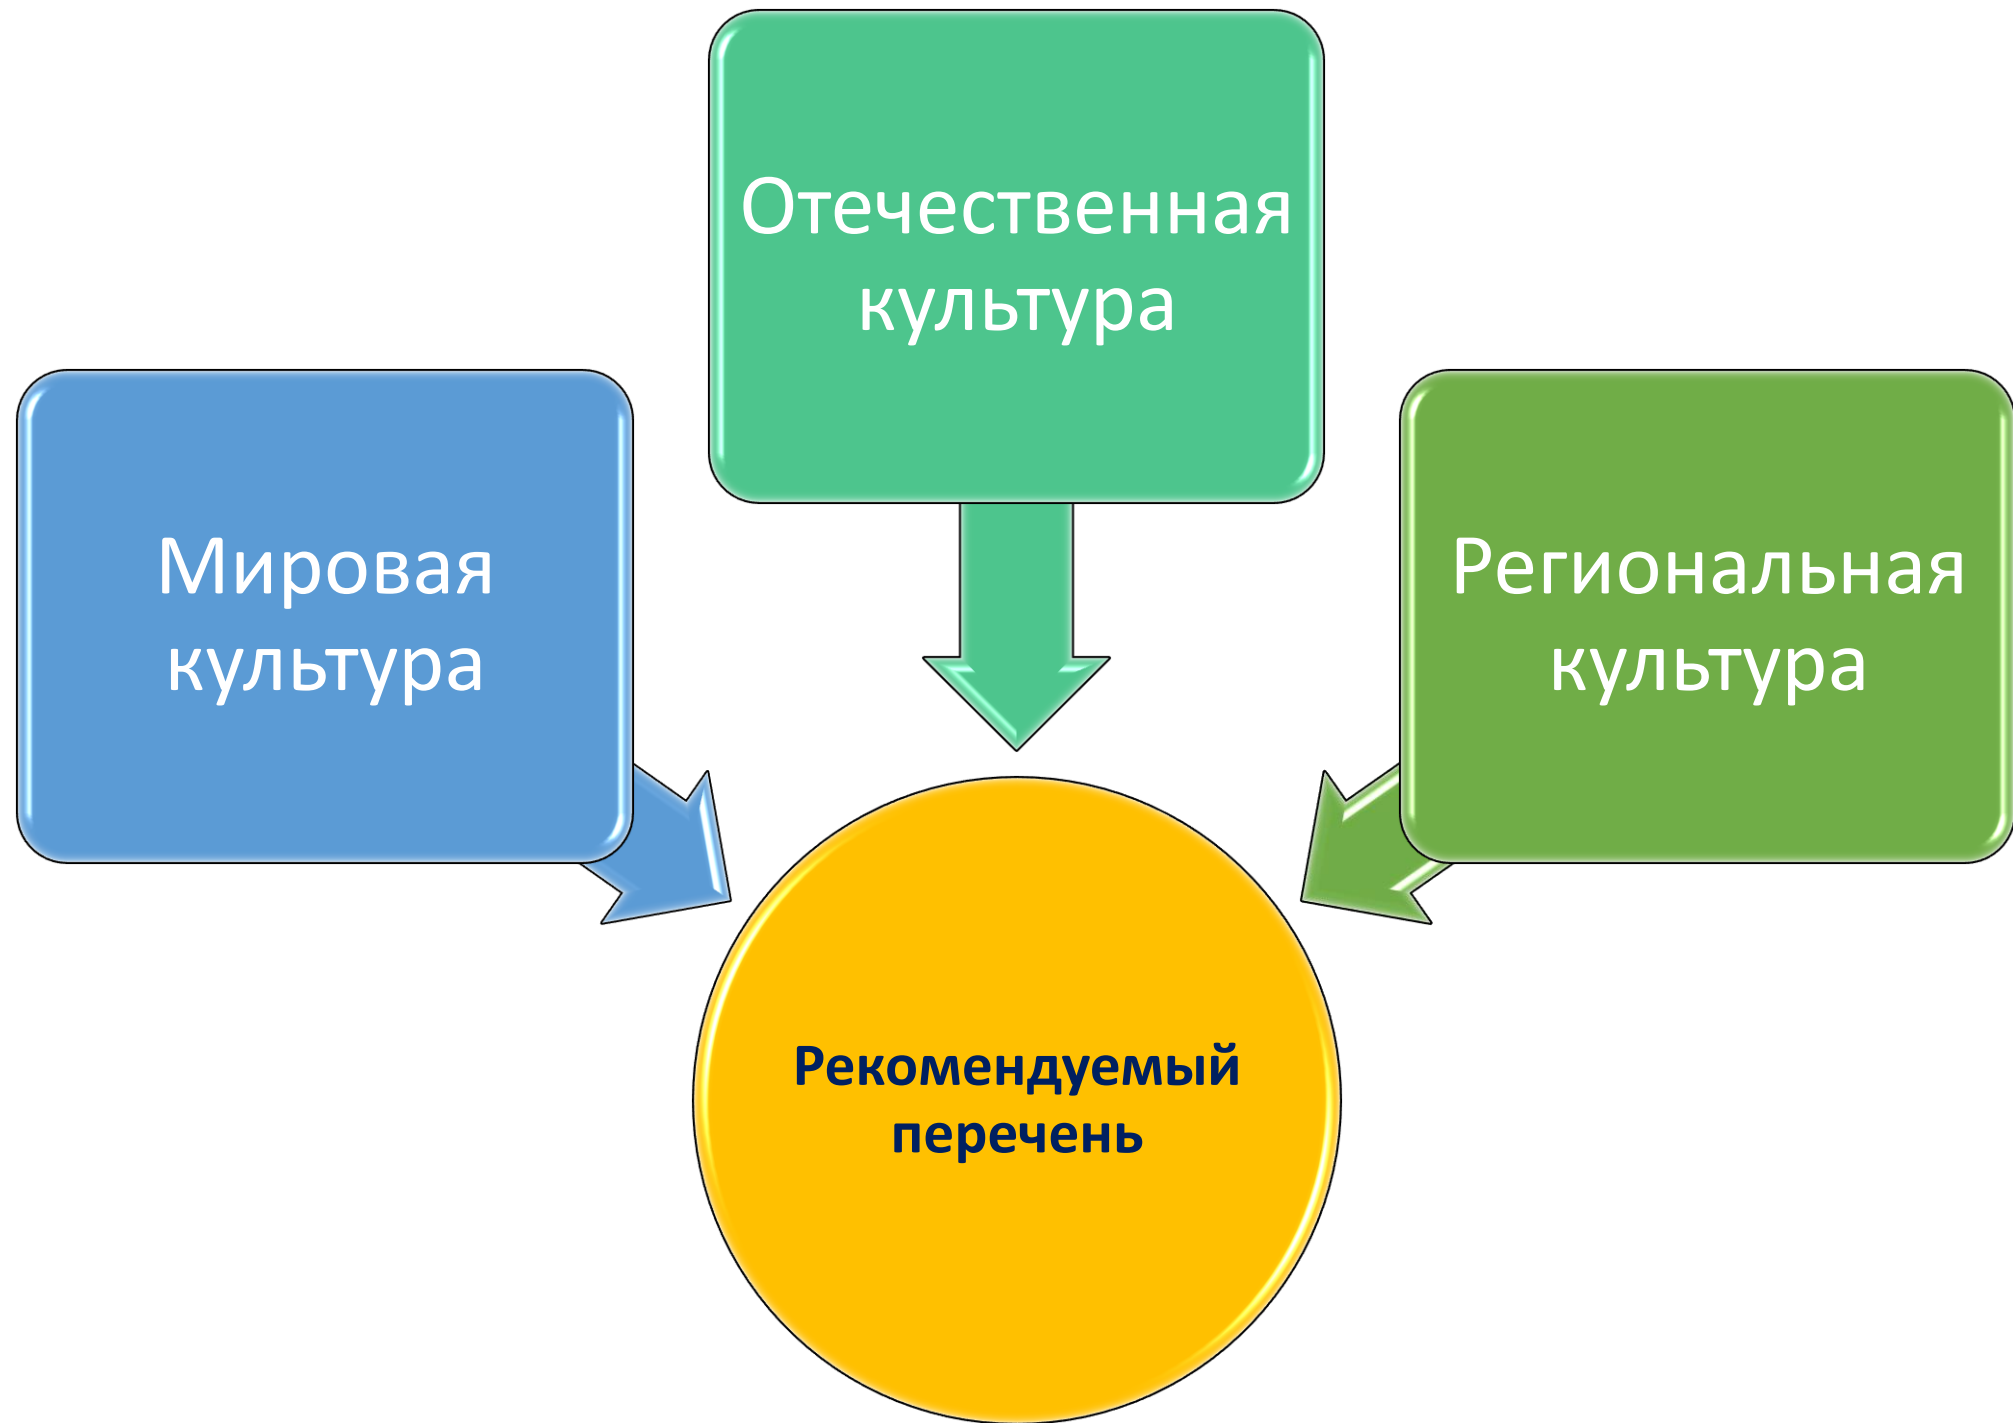 Отечественная
культура
Мировая
культура
Региональная
культура
Рекомендуемый
перечень